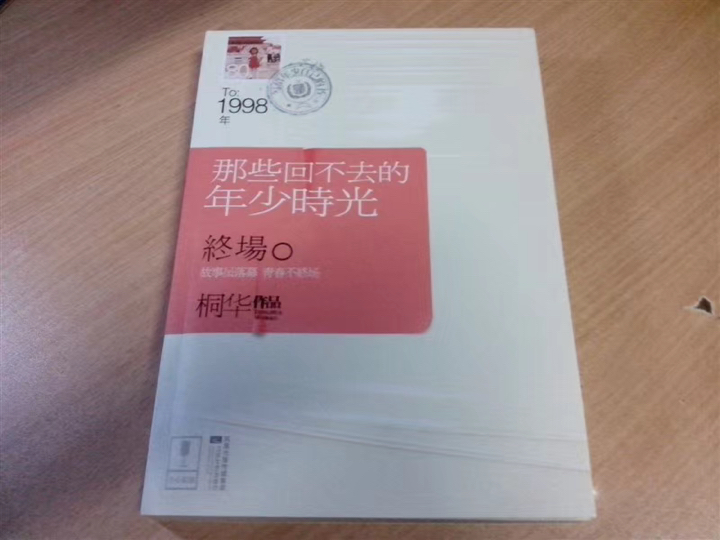 To:
1998
年
那些回不去的
年少時光
終場
故事已落幕 青春不終场
桐华作品